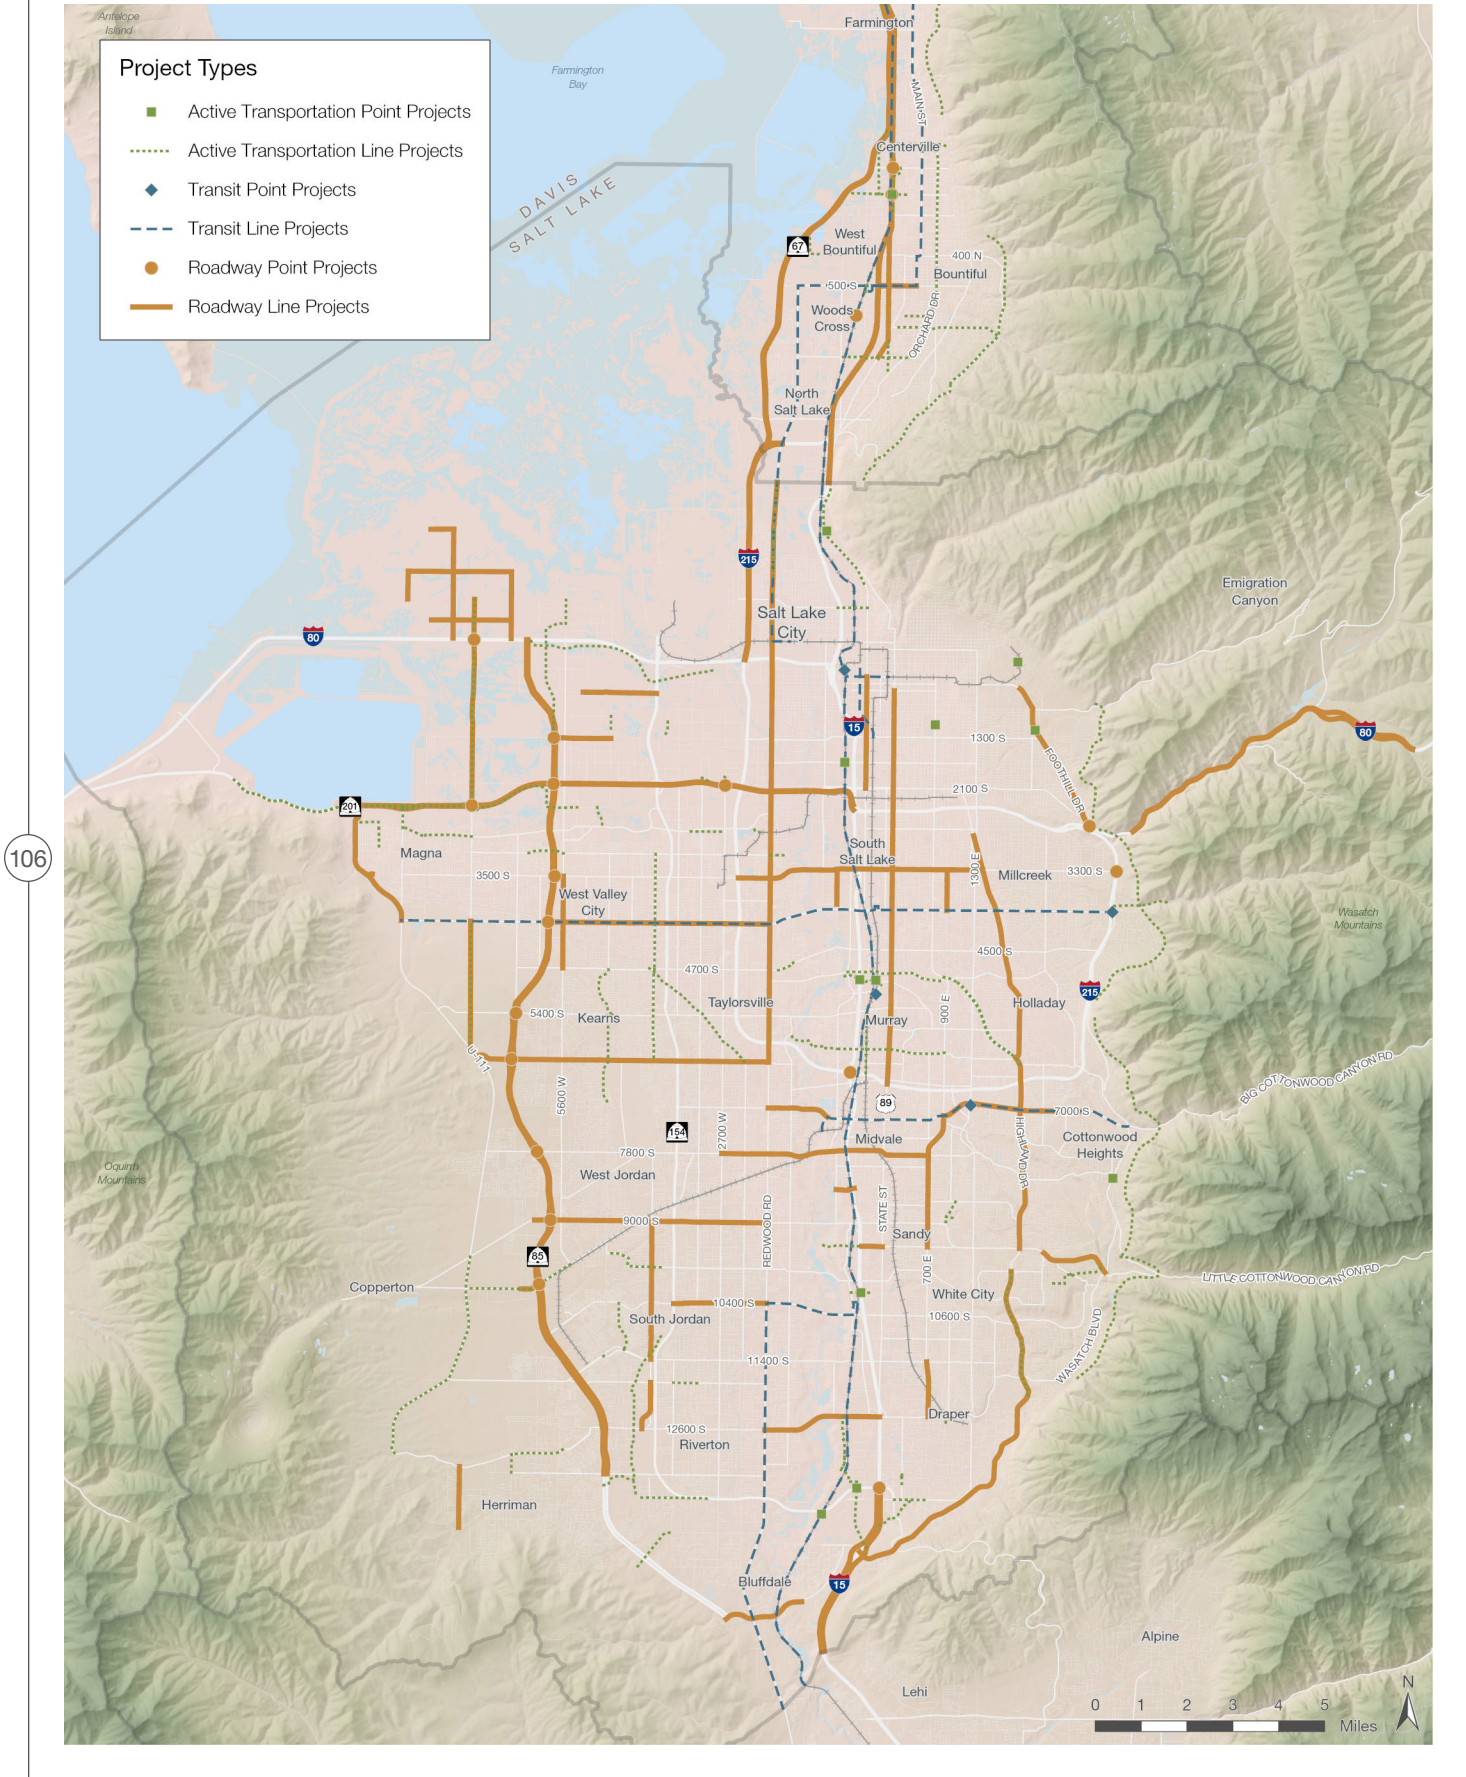 Antelope
Island
Farmington
Project Types
Farmington
Bay
Active Transportation Point Projects
MAIN ST
Active Transportation Line Projects
Centerville
Transit Point Projects
DAVIS
SALT LAKE
Transit Line Projects
West
Bountiful
67
400 N
Roadway Point Projects
Bountiful
500 S
Roadway Line Projects
Woods
Cross
ORCHARD DR
North
Salt Lake
215
Emigration
Canyon
Salt Lake
City
80
15
1300 S
80
FOOTHILL DR
2100 S
201
106
Magna
South
Salt Lake
1300 E
3500 S
Millcreek
3300 S
West Valley
City
Wasatch
Mountains
4500 S
4700 S
215
Taylorsville
900 E
Holladay
5400 S
Kearns
Murray
U-111
BIG COTTONWOOD CANYON RD
5600 W
89
7000 S
154
2700 W
Midvale
Cottonwood
Heights
HIGHLAND DR
7800 S
Oquirrh
Mountains
West Jordan
9000 S
REDWOOD RD
STATE ST
Sandy
85
700 E
LITTLE COTTONWOOD CANYON RD
Copperton
White City
10400 S
South Jordan
10600 S
WASATCH BLVD
11400 S
Draper
12600 S
Riverton
Herriman
Bluffdale
15
Alpine
Lehi
N
0 1 2 3 4 5
Miles